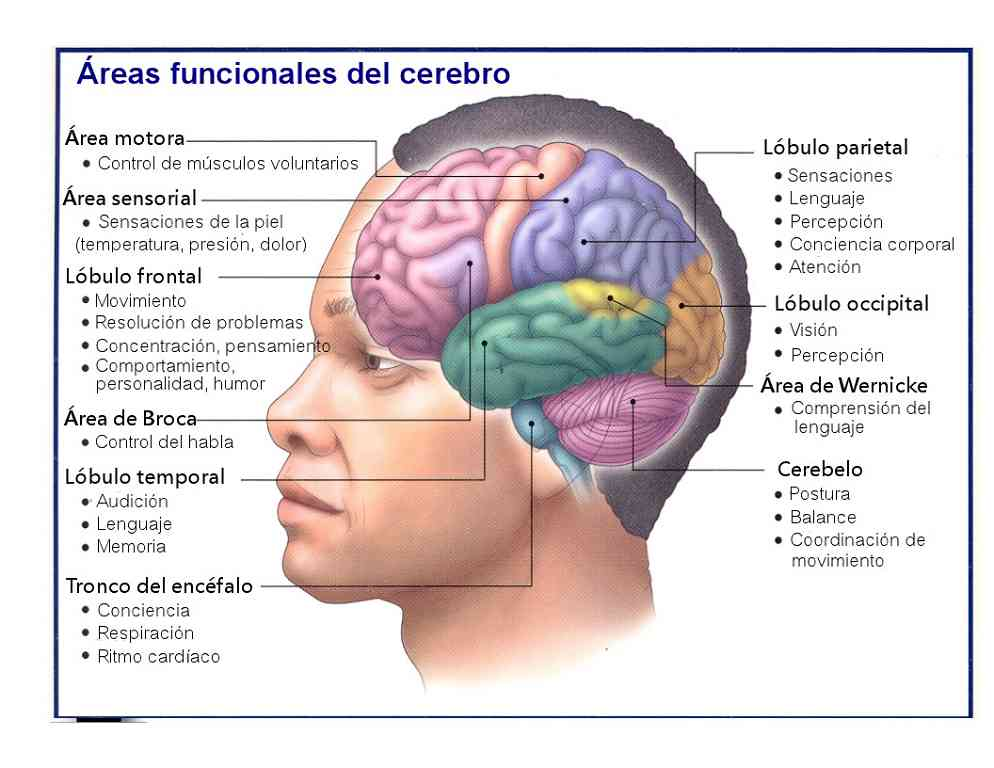 Áreas funcionales del cerebro
Área motora
• Control de músculos voluntarios
Área sensorial
• Sensaciones de la piel
(temperatura, presión, dolor)
Lóbulo frontal
• Movimiento
• Resolución de problemas
• Concentración, pensamiento
• Comportamiento,
personalidad, humor
Área de Broca
• Control del habla
Lóbulo temporal
• Audición
• Lenguaje
• Memoria
Tronco del encéfalo
• Conciencia
• Respiración
• Ritmo cardíaco
Lóbulo parietal
• Sensaciones
• Lenguaje
• Percepción
• Conciencia corporal
• Atención
Lóbulo occipital
• Visión
• Percepción
Área de Wernicke
• Comprensión del
lenguaje
Cerebelo
• Postura
• Balance
• Coordinación de
movimiento